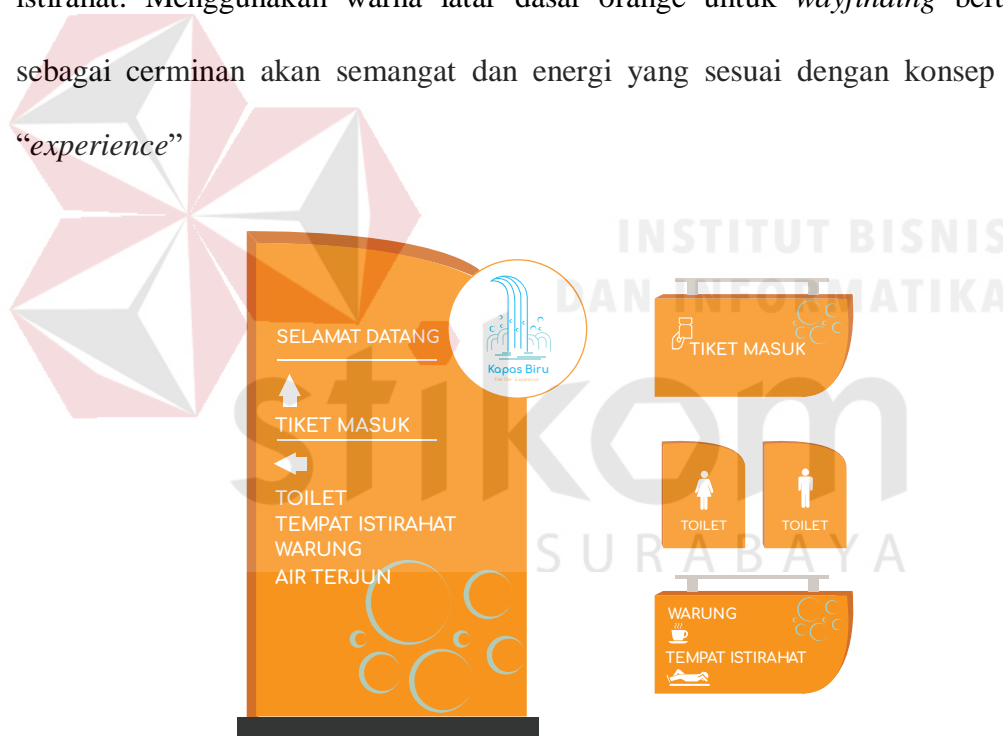 istirahat. Menggunakan warna latar dasar orange untuk wayfinding
sebagai cerminan akan semangat dan energi yang sesuai dengan konsep
“experience”
INSTITUT BISNIS
DAN INFORMATIKA
stikom
SURABAYA
SELAMAT DATANG
TIKET MASUK
TOILET
TEMPAT ISTIRAHAT
WARUNG
AIR TERJUN
Kapas Biru
TIKET MASUK
TOILET
TOILET
WARUNG
TEMPAT ISTIRAHAT